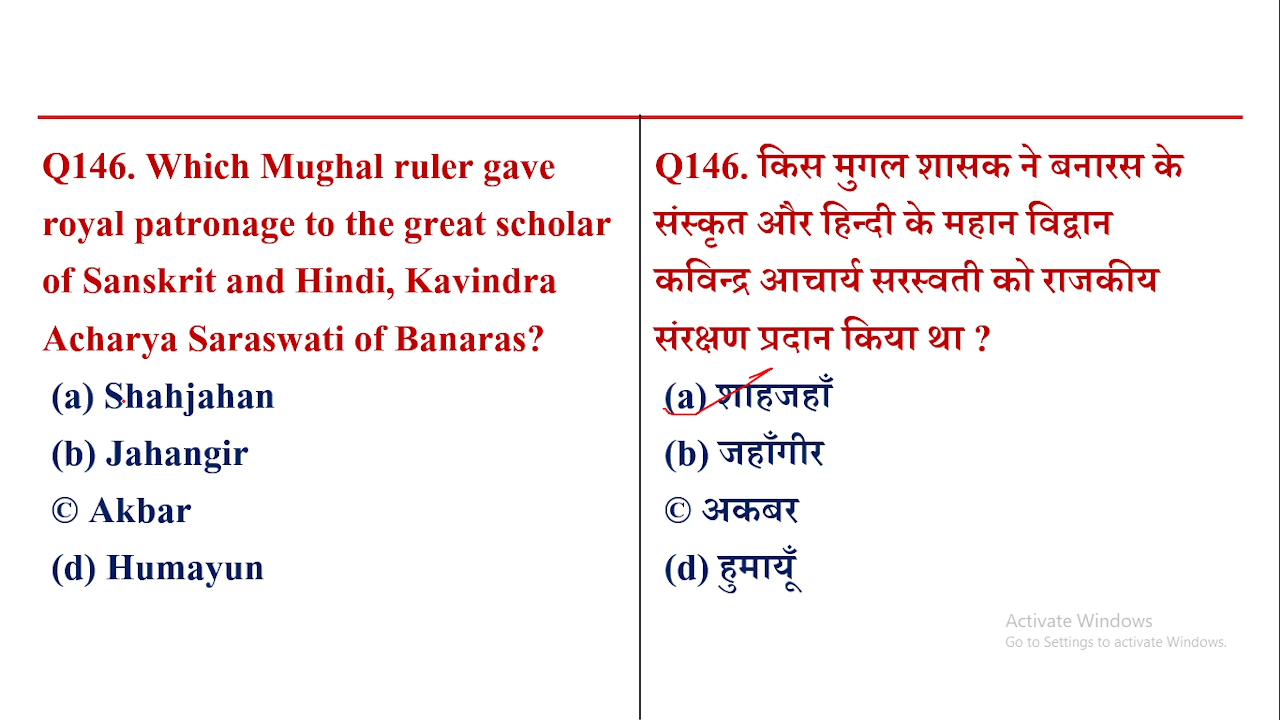 Q146. Which Mughal ruler gave
royal patronage to the great scholar
of Sanskrit and Hindi, Kavindra
Acharya Saraswati of Banaras?
(a) Shahjahan
(b) Jahangir
© Akbar
(d) Humayun
Q146. किस मुगल शासक ने बनारस के
संस्कृत और हिन्दी के महान विद्वान
कविन्द्र आचार्य सरस्वती को राजकीय
संरक्षण प्रदान किया था ?
(a) शाहजहाँ
(b) जहाँगीर
© अकबर
(d) हुमायूँ
Activate Windows
Go to Settings to activate Windows.